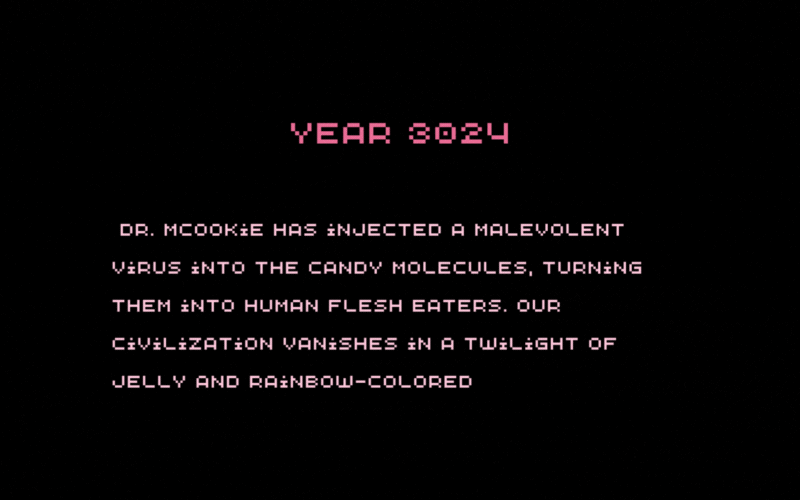 YEAR 3024
DR. MCOOKiE HAS iNJECTED A MALEVOLENT
ViRUS iNTO THE CANDY MOLECULES, TURNiNG
THEM iNTO HUMAN FLESH EATERS. OUR
CiViLiZATiON VANiSHES iN A TWiLiGHT OF
JELLY AND RAiNBOW-COLORED